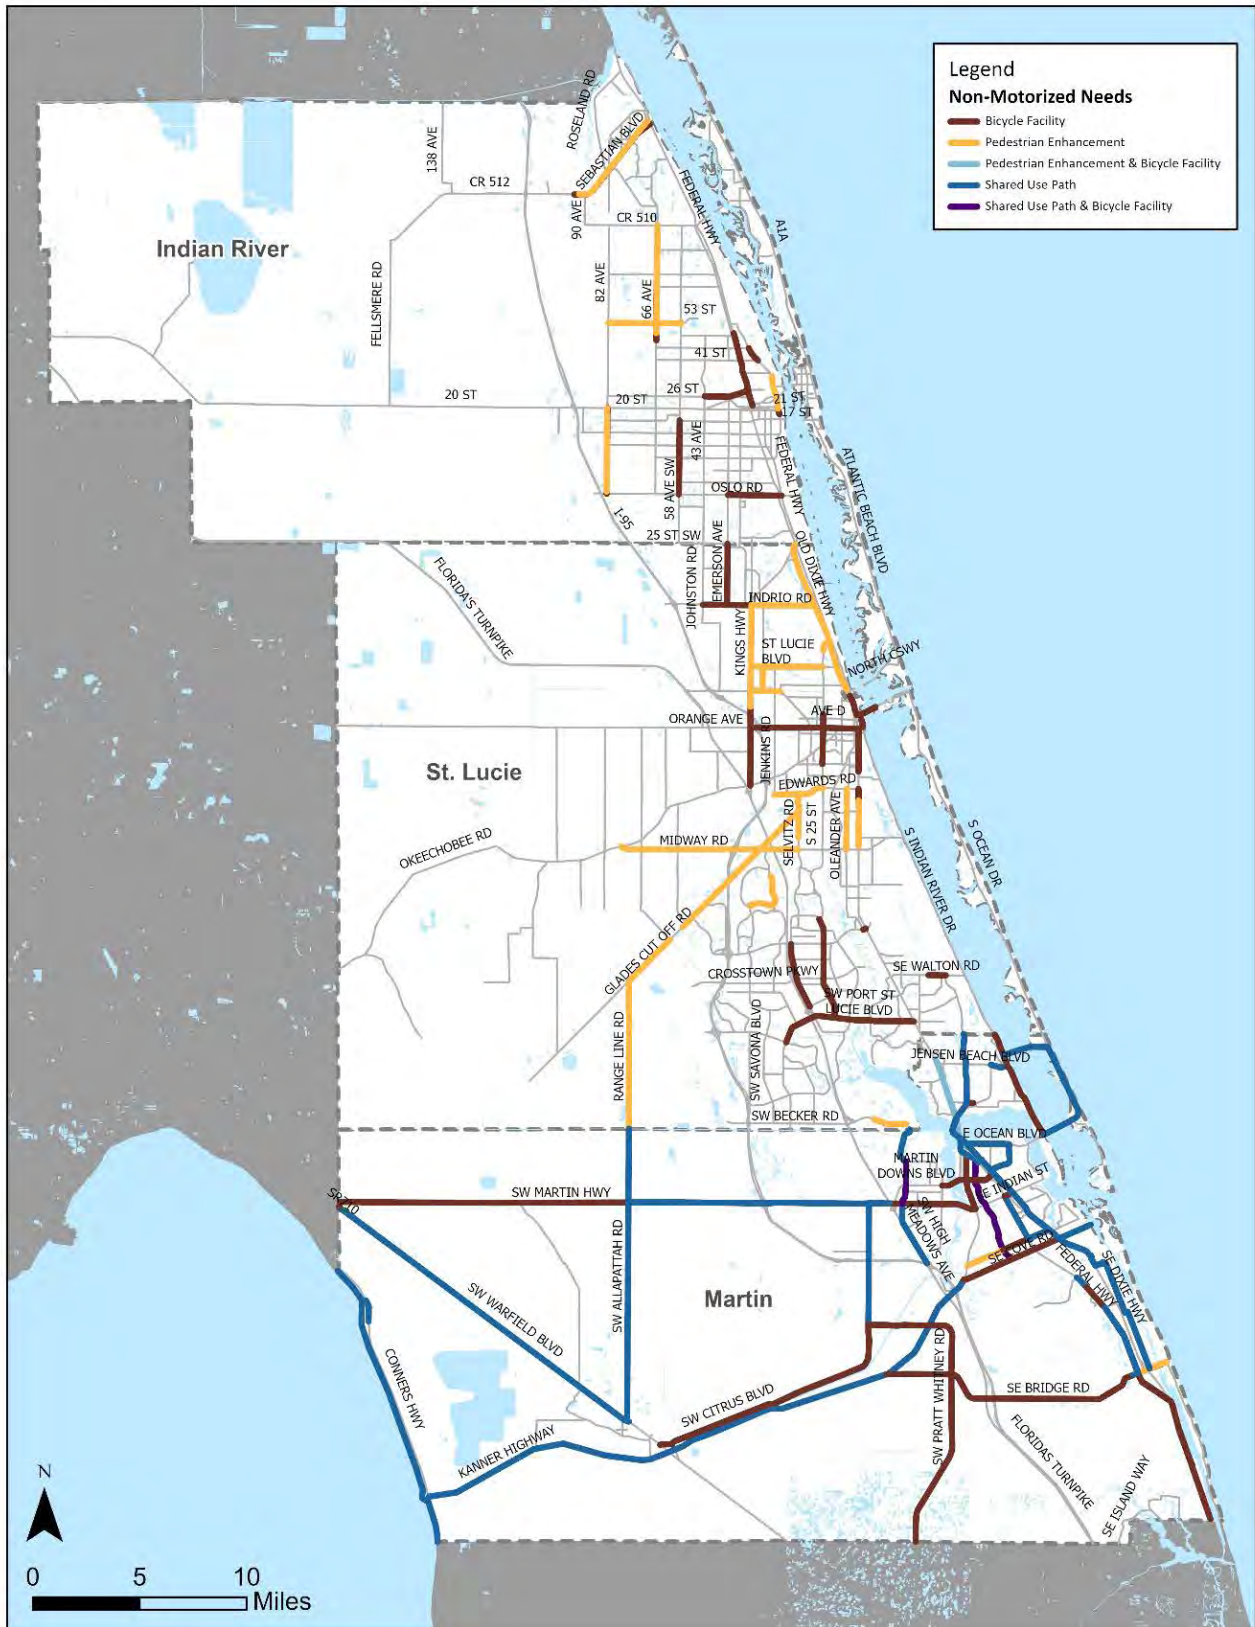 Legend
Non-Motorized Needs
Bicycle Facility
Pedestrian Enhancement
Pedestrian Enhancement & Bicycle Facility
Shared Use Path
Shared Use Path & Bicycle Facility
ROSELAND RD
138 AVE
SEBASTIAN BLVD
CR 512
FEDERAL HWY
A1A
90 AVE
CR 510
Indian River
82 AVE
FELLSMERE RD
66 AVE
53 ST
41 ST
26 ST
20 ST
20 ST
21 ST
17 ST
43 AVE
FEDERAL HWY
ATLANTIC BEACH BLVD
58 AVE SW
OSLO RD
I-95
25 ST SW
EMERSON AVE
OLD DIXIE HWY
JOHNSTON RD
FLORIDA'S TURNPIKE
INDRIO RD
KINGS HWY
ST LUCIE
BLVD
NORTH CSWY
ORANGE AVE
AVE D
JENKINS RD
St. Lucie
EDWARDS RD
SELVITZ RD
S 25 ST
OLEANDER AVE
MIDWAY RD
OKEECHOBEE RD
S INDIAN RIVER DR
S OCEAN DR
GLADES CUT OFF RD
CROSSTOWN PKWY
SE WALTON RD
SW PORT ST
LUCIE BLVD
RANGE LINE RD
SW SAVONA BLVD
JENSEN BEACH BLVD
SW BECKER RD
E OCEAN BLVD
MARTIN
DOWNS BLVD
E INDIAN ST
SR 710
SW MARTIN HWY
SW HIGH
MEADOWS AVE
SE COVE RD
SW ALLAPATTAH RD
FEDERAL HWY
SE DIXIE HWY
SW WARFIELD BLVD
Martin
CONNERS HWY
SW PRATT WHITNEY RD
SW CITRUS BLVD
SE BRIDGE RD
KANNER HIGHWAY
FLORIDAS TURNPIKE
SE ISLAND WAY
N
0 5 10
Miles